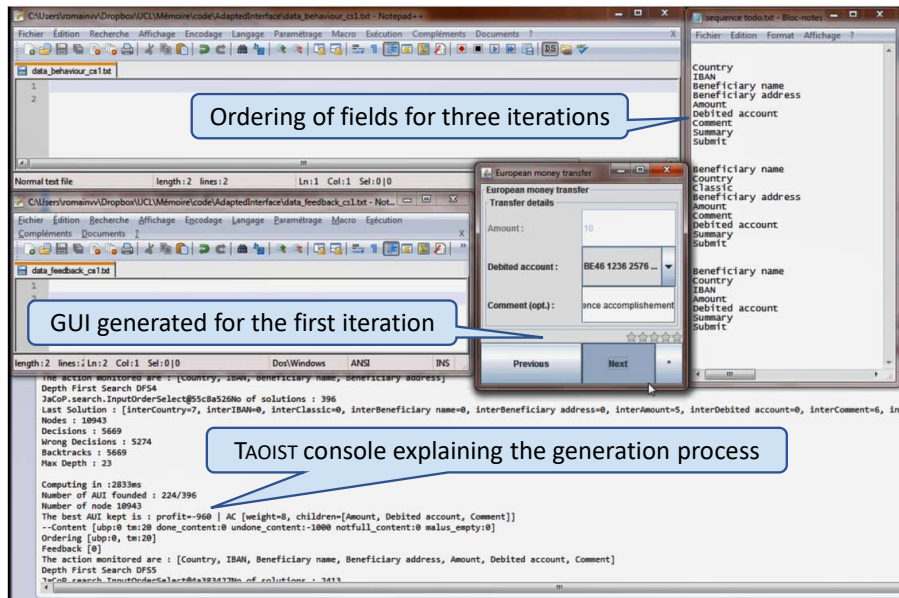 C:\Users\romainvv\Dropbox\UCL\Mémoire\code\AdaptedInterface\data_behaviour_cs1.txt - Notepad++
Fichier Édition Recherche Affichage Encodage Langage Paramétrage Macro Exécution Compléments Documents ? X
data_behaviour_cs1.txt
1
2
Normal text file length : 2 lines : 2 Ln : 1 Col : 1 Sel : 0 | 0
sequence todo.txt - Bloc-notes
Fichier Edition Format Affichage ?
Country
IBAN
Beneficiary name
Beneficiary address
Amount
Debited account
Comment
Summary
Submit
Beneficiary name
Country
Classic
Beneficiary address
Amount
Comment
Debited account
Summary
Submit
Beneficiary name
Country
IBAN
Amount
Debited account
Comment
Summary
Submit
Ordering of fields for three iterations
C:\Users\romainvv\Dropbox\UCL\Mémoire\code\AdaptedInterface\data_feedback_cs1.txt - Not...
Fichier Édition Recherche Affichage Encodage Langage Paramétrage Macro Exécution
Compléments Documents ? X
data_feedback_cs1.txt
1
2
GUI generated for the first iteration
length : 2 lines : 2 Ln : 2 Col : 1 Sel : 0 | 0 Dos\Windows ANSI INS
European money transfer
European money transfer
Transfer details
Amount : 10
Debited account : BE46 1236 2576 ...
Comment (opt.) : ence accomplishement
Previous Next *
The action monitored are : [Country, IBAN, Beneficiary name, Beneficiary address]
Depth First Search DFS4
JaCoP.search.InputOrderSelect@55c8a526No of solutions : 396
Last Solution : [interCountry=7, interIBAN=0, interClassic=0, interBeneficiary name=0, interBeneficiary address=0, interAmount=5, interDebited account=0, interComment=6, in
Nodes : 10943
Decisions : 5669
Wrong Decisions : 5274
Backtracks : 5669
Max Depth : 23
TAOIST console explaining the generation process
Computing in :2833ms
Number of AUI founded : 224/396
Number of node 10943
The best AUI kept is : profit=-960 | AC [weight=8, children=[Amount, Debited account, Comment]]
--Content [ubp:0 tm:20 done_content:0 undone_content:-1000 notfull_content:0 malus_empty:0]
Ordering [ubp:0, tm:20]
Feedback [0]
The action monitored are : [Country, IBAN, Beneficiary name, Beneficiary address, Amount, Debited account, Comment]
Depth First Search DFS5
JaCoP.search.InputOrderSelect@4a383427No of solutions : 2413